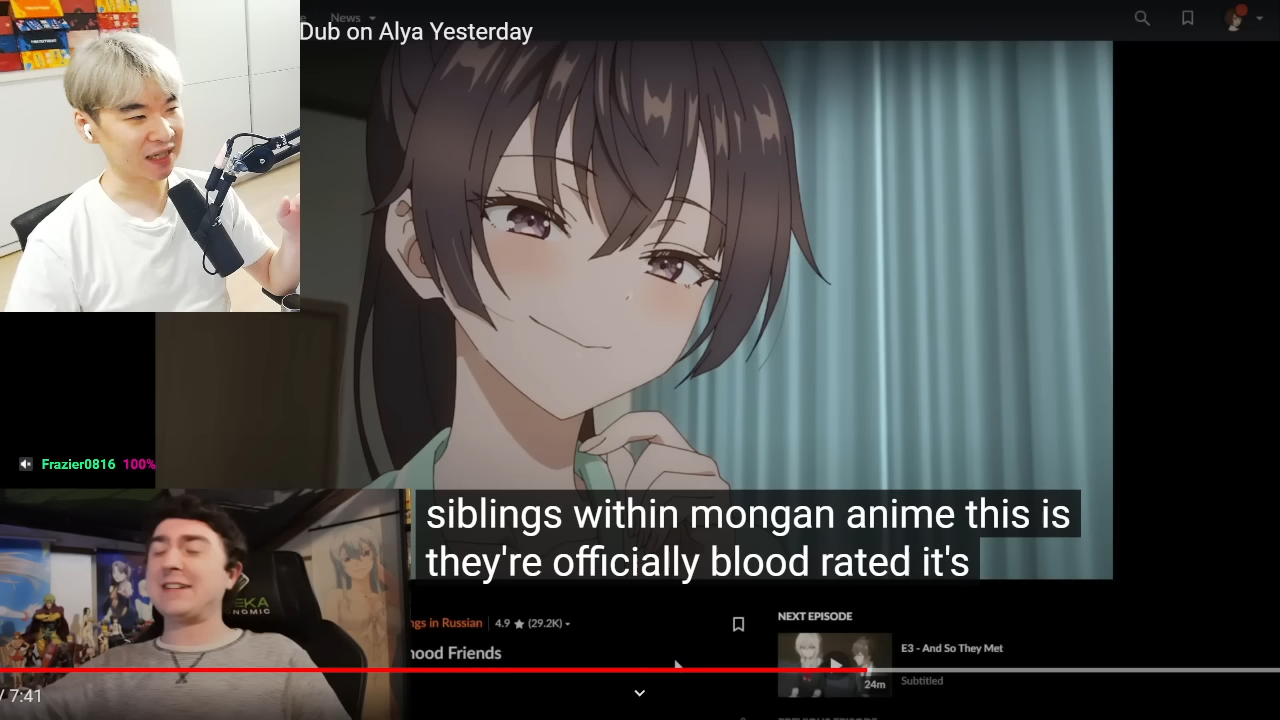 News
Dub on Alya Yesterday
Frazier0816 100%
siblings within mongan anime this is
they're officially blood rated it's
EKA
NOMIC
ngs in Russian 4.9 ★ (29.2K)
hood Friends
NEXT EPISODE
E3 - And So They Met
24m
Subtitled
/ 7:41